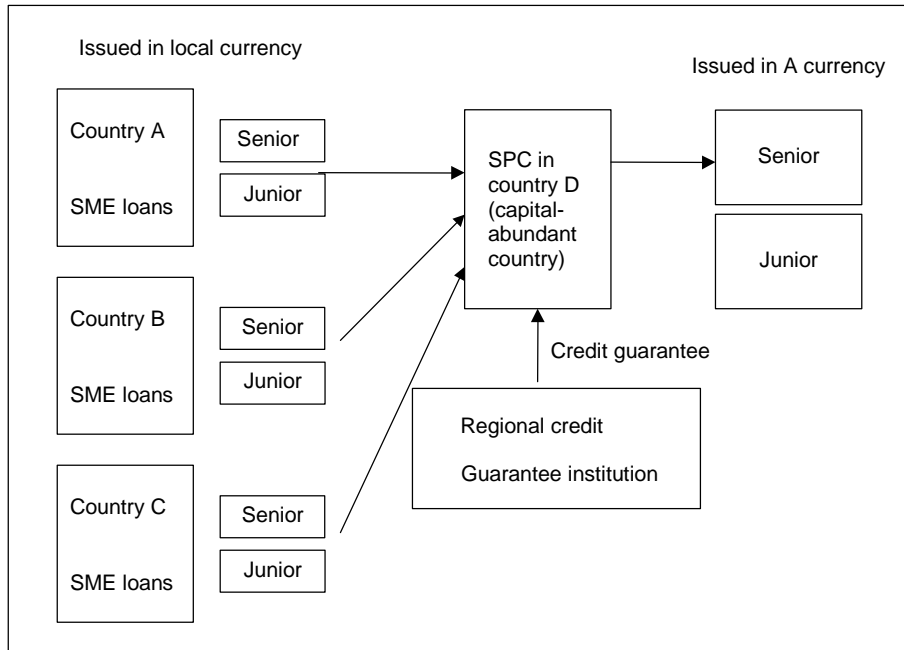 Issued in local currency
Issued in A currency
Country A
SME loans
Senior
Junior
Country B
SME loans
Senior
Junior
Country C
SME loans
Senior
Junior
SPC in
country D
(capital-
abundant
country)
Credit guarantee
Regional credit
Guarantee institution
Senior
Junior